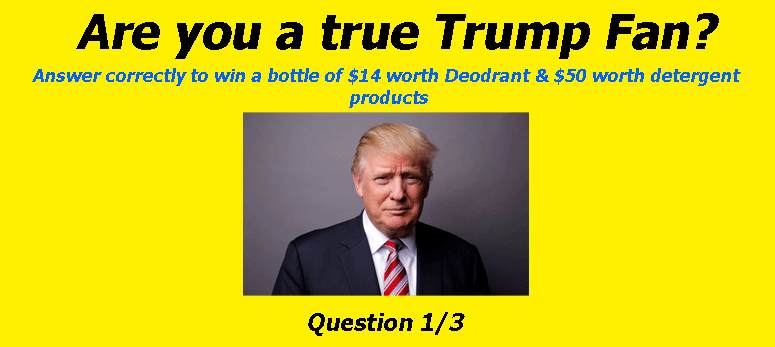 Are you a true Trump Fan?
Answer correctly to win a bottle of $14 worth Deodrant & $50 worth detergent
products
Question 1/3